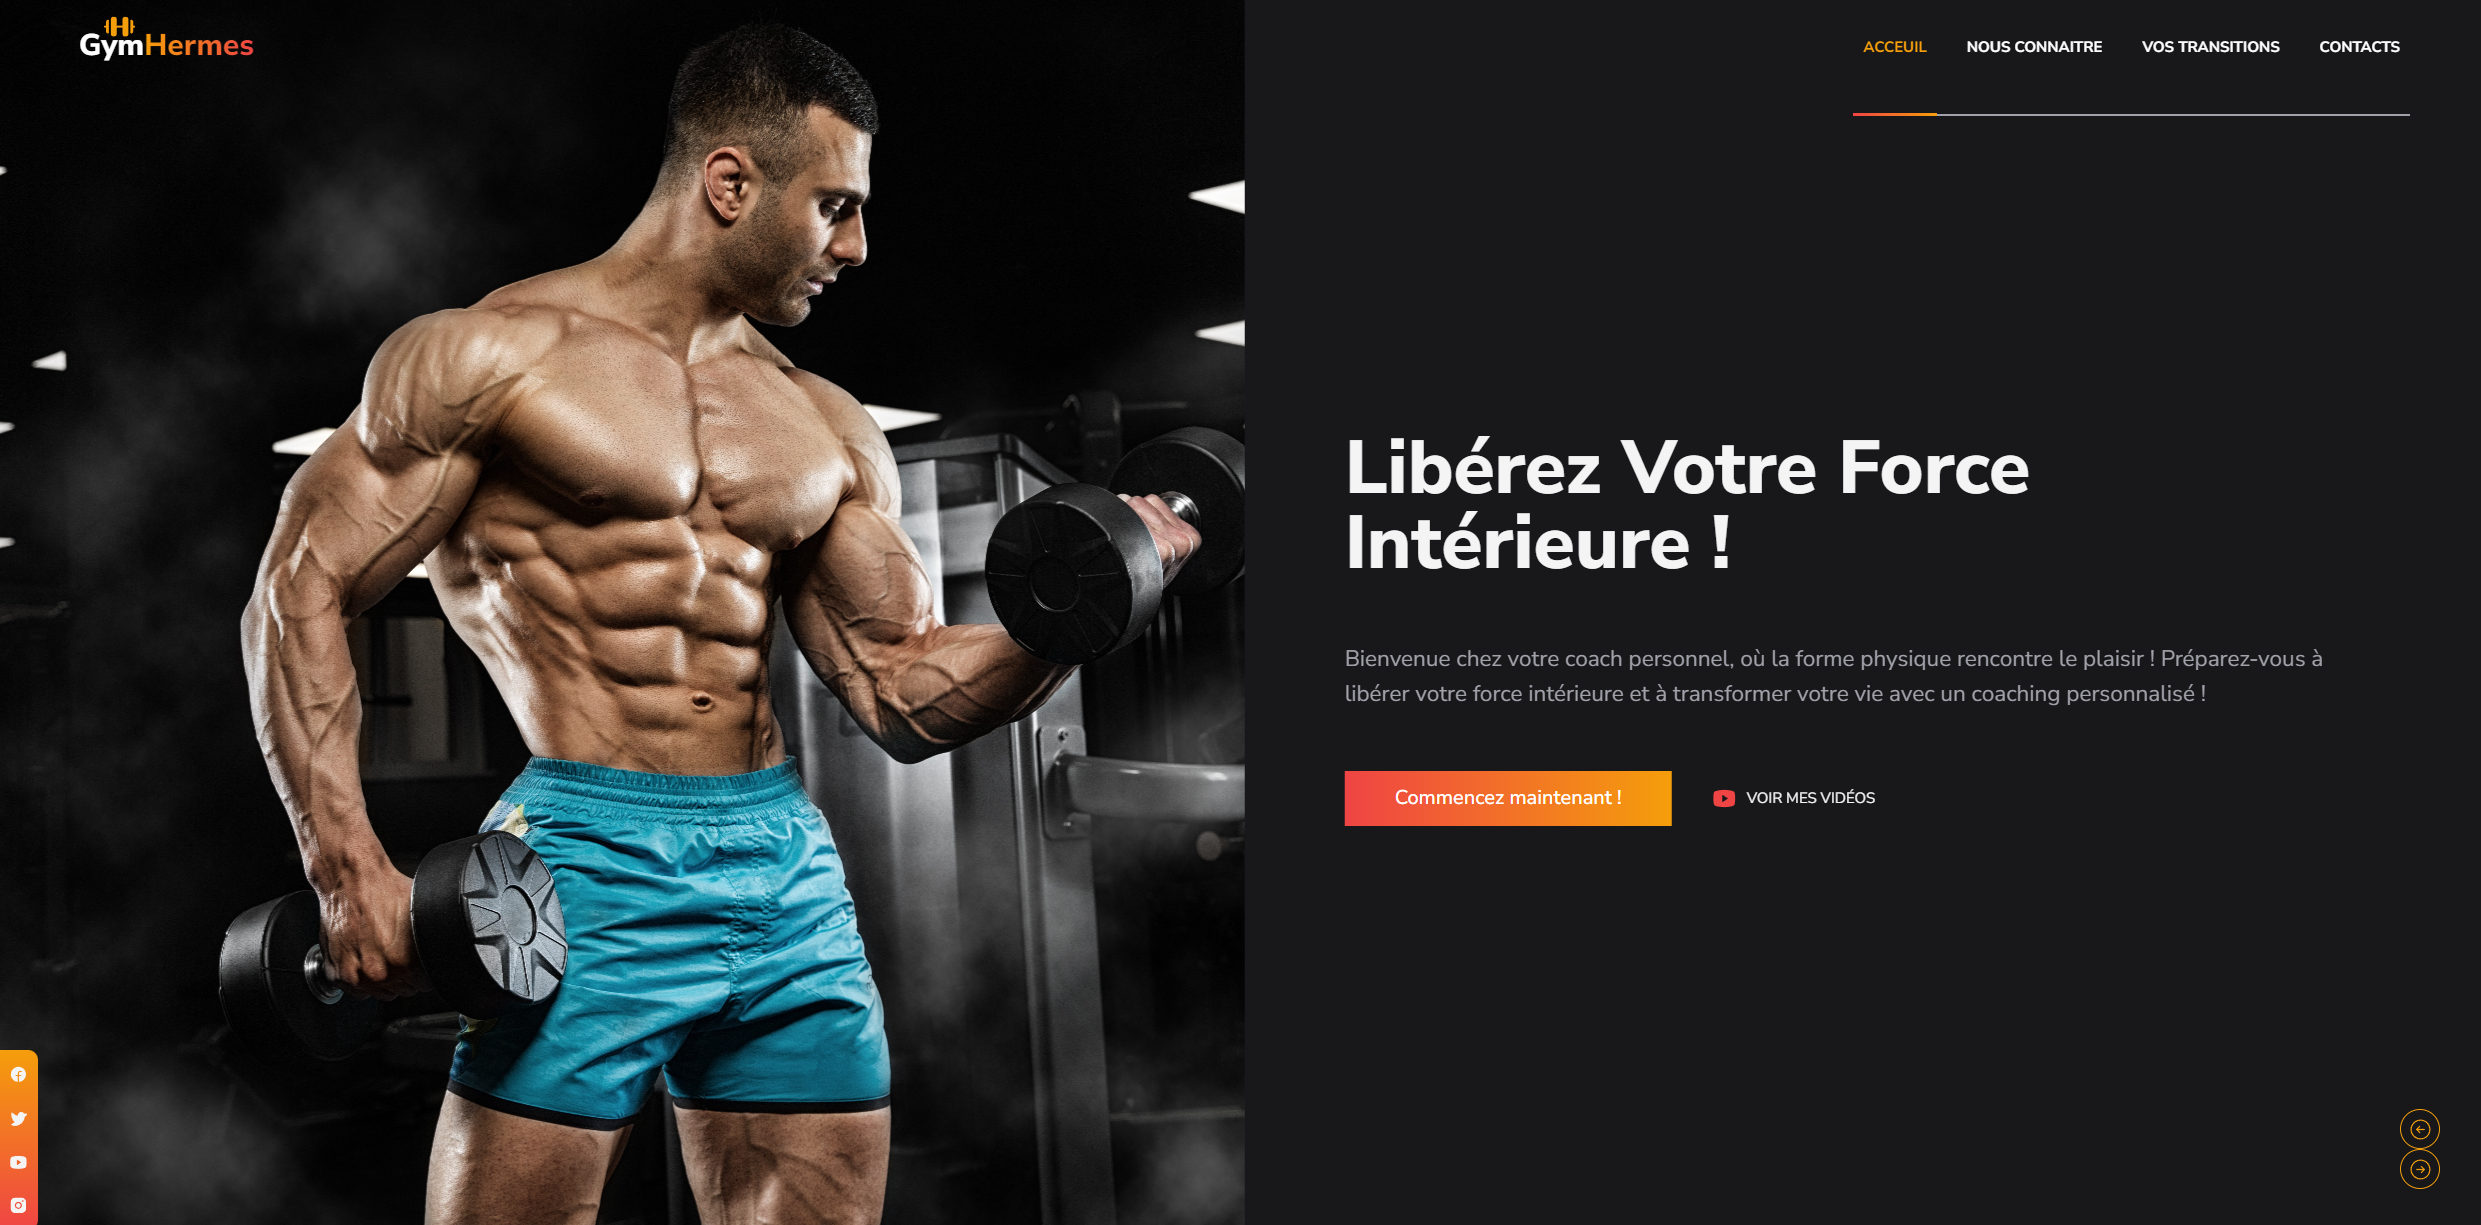 GymHermes
ACCEUIL
NOUS CONNAITRE
VOS TRANSITIONS
CONTACTS
Libérez Votre Force
Intérieure !
Bienvenue chez votre coach personnel, où la forme physique rencontre le plaisir ! Préparez-vous à
libérer votre force intérieure et à transformer votre vie avec un coaching personnalisé !
Commencez maintenant !
VOIR MES VIDÉOS